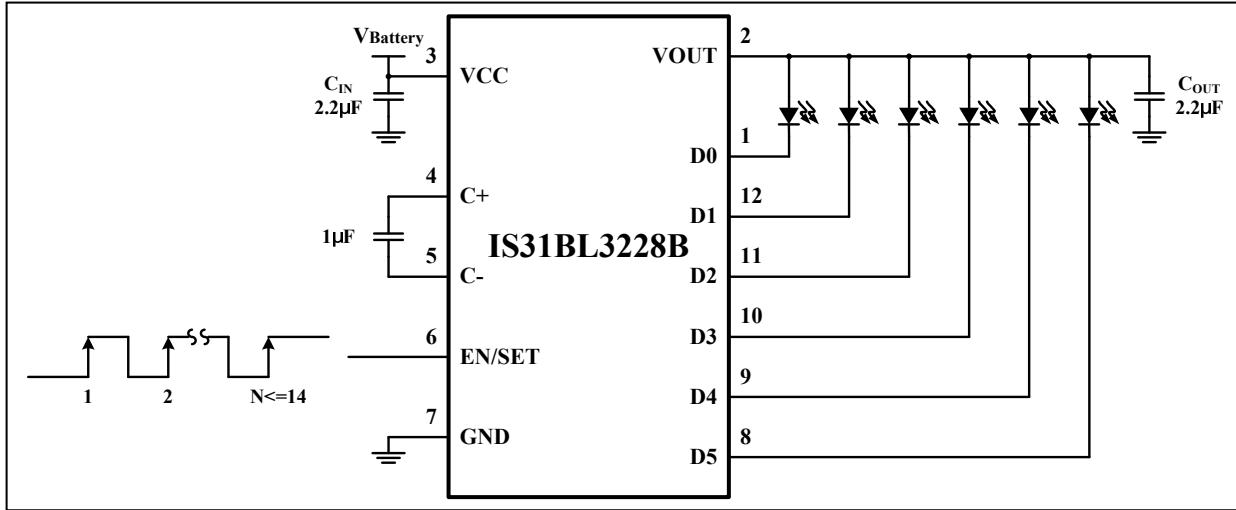 VBattery
3
VCC
CIN
2.2µF
4
C+
1µF
5
C-
6
EN/SET
1 2 N<=14
7
GND
IS31BL3228B
2
VOUT
COUT
2.2µF
1
D0
12
D1
11
D2
10
D3
9
D4
8
D5